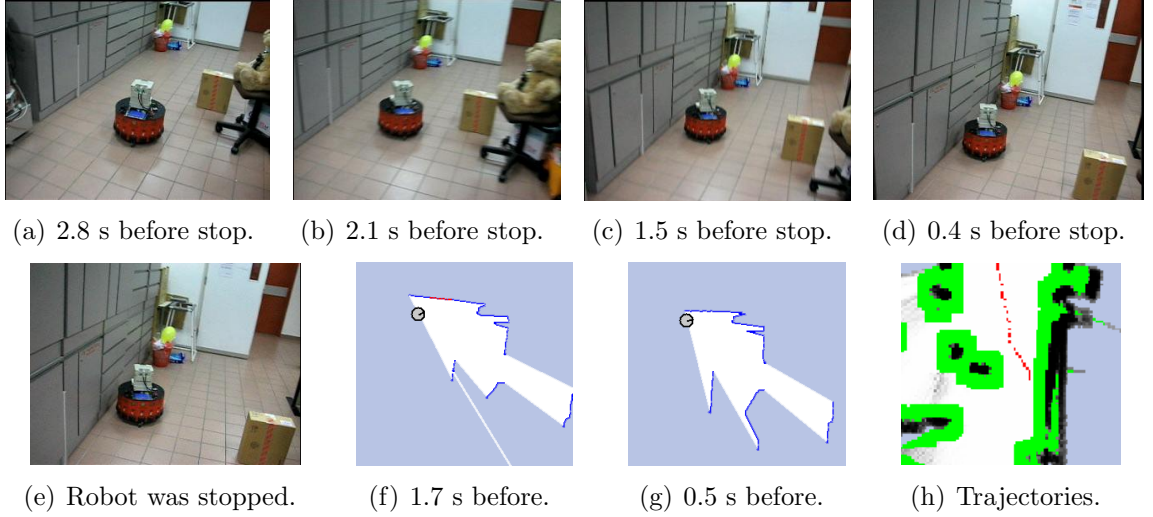 (a) 2.8 s before stop.
(b) 2.1 s before stop.
(c) 1.5 s before stop.
(d) 0.4 s before stop.
(e) Robot was stopped.
(f) 1.7 s before.
(g) 0.5 s before.
(h) Trajectories.